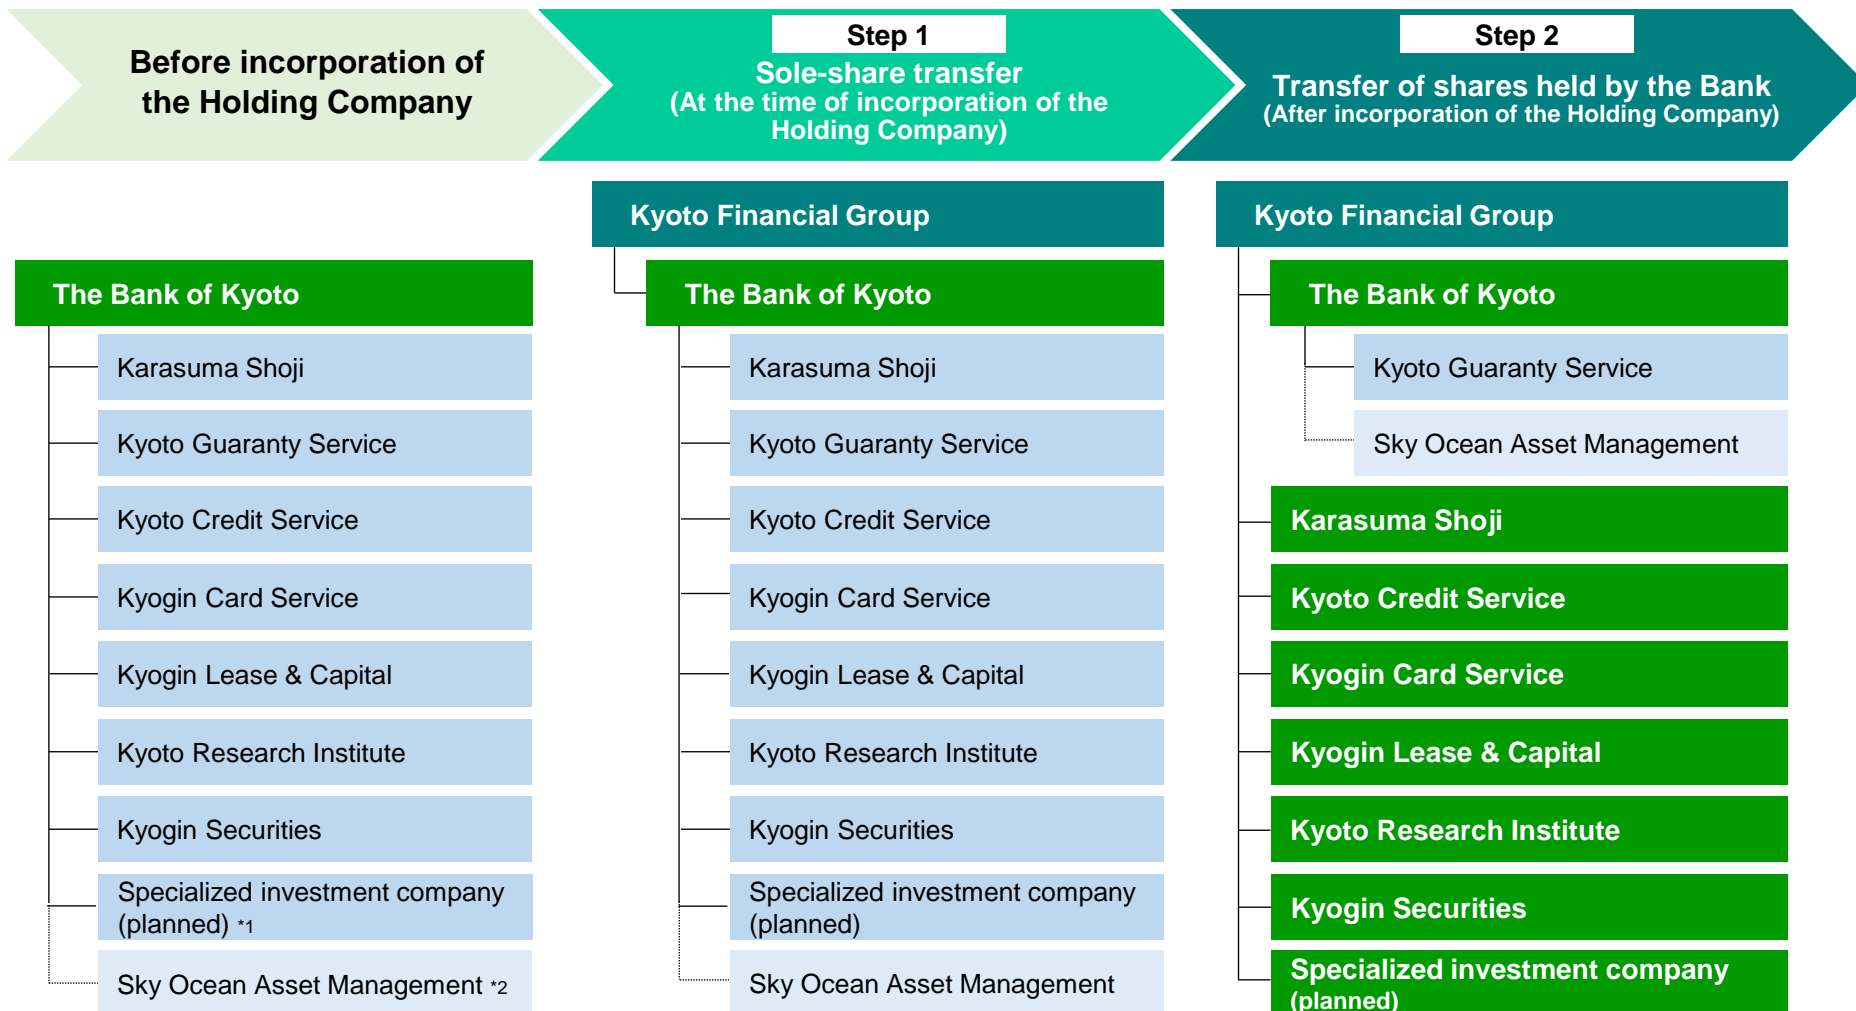 Before incorporation of
the Holding Company
Step 1
Sole-share transfer
(At the time of incorporation of the
Holding Company)
Step 2
Transfer of shares held by the Bank
(After incorporation of the Holding Company)
The Bank of Kyoto
Karasuma Shoji
Kyoto Guaranty Service
Kyoto Credit Service
Kyogin Card Service
Kyogin Lease & Capital
Kyoto Research Institute
Kyogin Securities
Specialized investment company
(planned) *1
Sky Ocean Asset Management *2
Kyoto Financial Group
The Bank of Kyoto
Karasuma Shoji
Kyoto Guaranty Service
Kyoto Credit Service
Kyogin Card Service
Kyogin Lease & Capital
Kyoto Research Institute
Kyogin Securities
Specialized investment company
(planned)
Sky Ocean Asset Management
Kyoto Financial Group
The Bank of Kyoto
Kyoto Guaranty Service
Sky Ocean Asset Management
Karasuma Shoji
Kyoto Credit Service
Kyogin Card Service
Kyogin Lease & Capital
Kyoto Research Institute
Kyogin Securities
Specialized investment company
(planned)